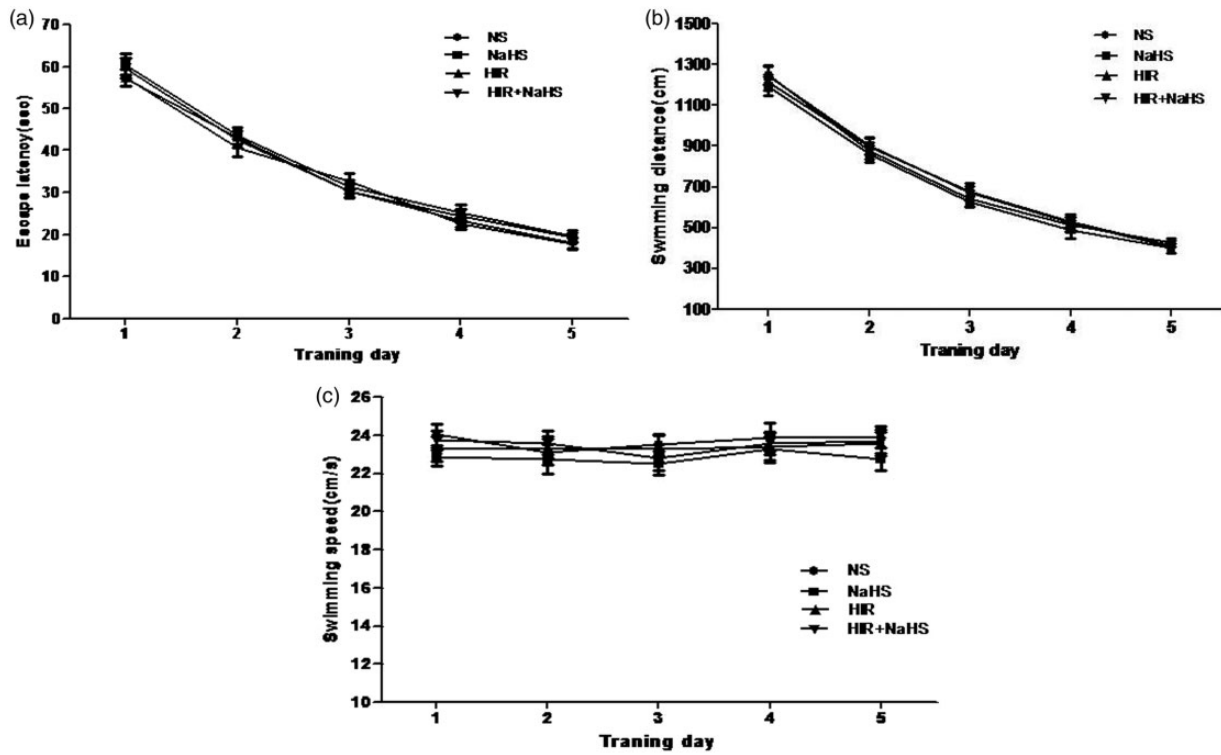 (a)
Escape latency(sec)
70
60
50
40
30
20
10
0
1 2 3 4 5
Traning day
NS
NaHS
HIR
HIR+NaHS
(b)
Swimming distance(cm)
1500
1300
1100
900
700
500
300
100
1 2 3 4 5
Traning day
NS
NaHS
HIR
HIR+NaHS
(c)
Swimming speed(cm/s)
26
24
22
20
18
16
14
12
10
1 2 3 4 5
Traning day
NS
NaHS
HIR
HIR+NaHS